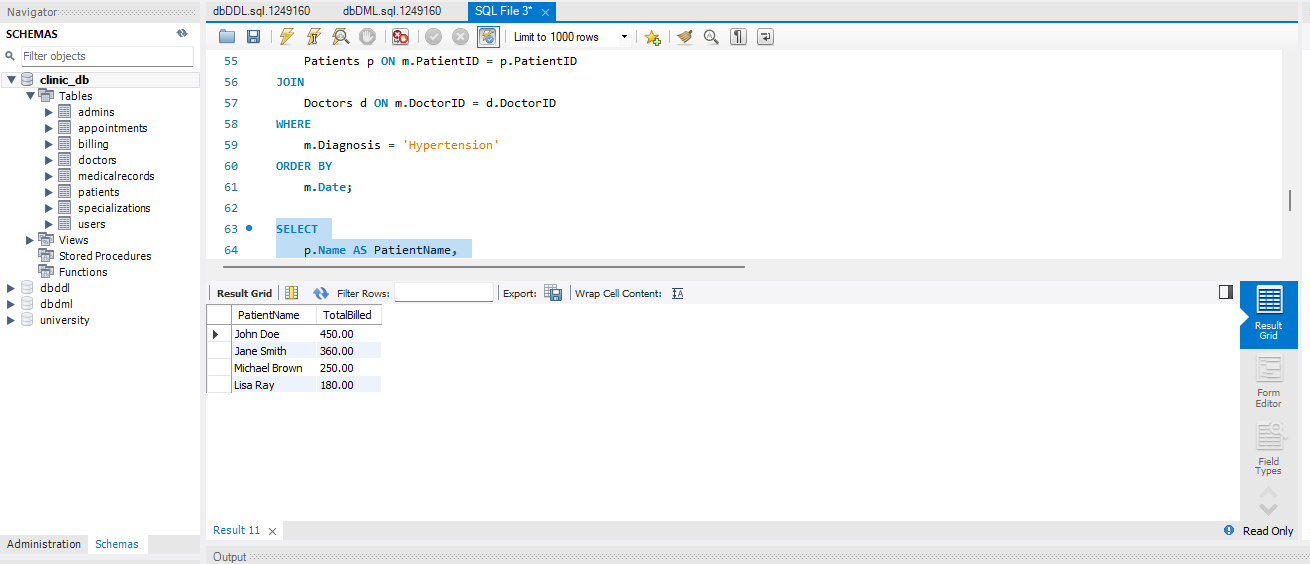 Navigator
SCHEMAS
Filter objects
clinic_db
Tables
admins
appointments
billing
doctors
medicalrecords
patients
specializations
users
Views
Stored Procedures
Functions
dbddl
dbdml
university
Administration Schemas
dbDDL.sql.1249160 dbDML.sql.1249160 SQL File 3*
Limit to 1000 rows
55 Patients p ON m.PatientID = p.PatientID
56 JOIN
57 Doctors d ON m.DoctorID = d.DoctorID
58 WHERE
59 m.Diagnosis = 'Hypertension'
60 ORDER BY
61 m.Date;
62
63 SELECT
64 p.Name AS PatientName,
Result Grid Filter Rows: Export: Wrap Cell Content:
PatientName TotalBilled
John Doe 450.00
Jane Smith 360.00
Michael Brown 250.00
Lisa Ray 180.00
Result
Grid
Form
Editor
Field
Types
Result 11
Read Only
Output